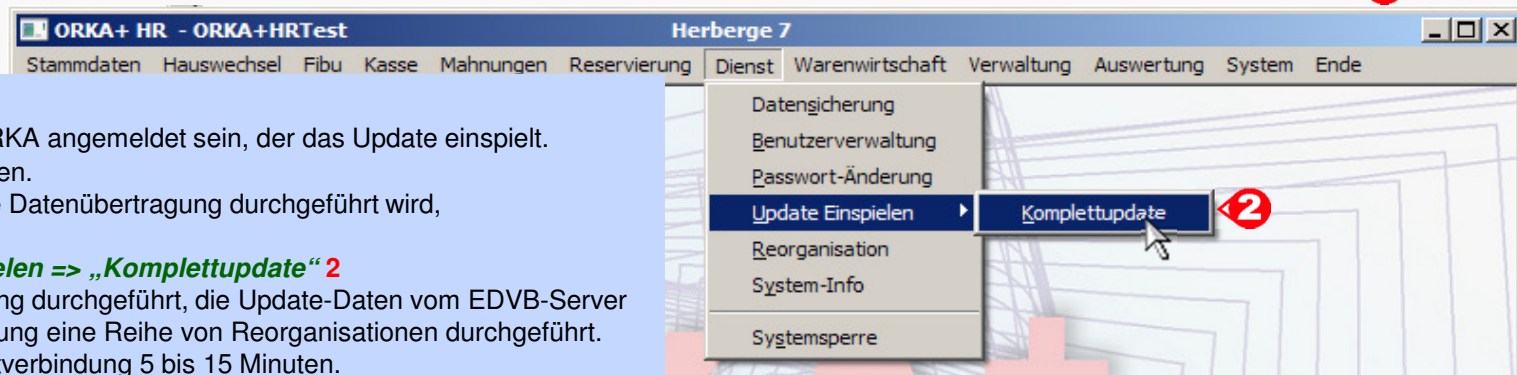 ORKA+ HR - ORKA+HRTest Herberge 7
Stammdaten Hauswechsel Fibu Kasse Mahnungen Reservierung Dienst Warenwirtschaft Verwaltung Auswertung System Ende
Datensicherung
Benutzerverwaltung
Passwort-Änderung
Update Einspielen Komplettupdate 2
Reorganisation
System-Info
Systemsperre
RKA angemeldet sein, der das Update einspielt.
en.
e Datenübertragung durchgeführt wird,
elen => „Komplettupdate“ 2
ng durchgeführt, die Update-Daten vom EDVB-Server
ung eine Reihe von Reorganisationen durchgeführt.
tverbindung 5 bis 15 Minuten.